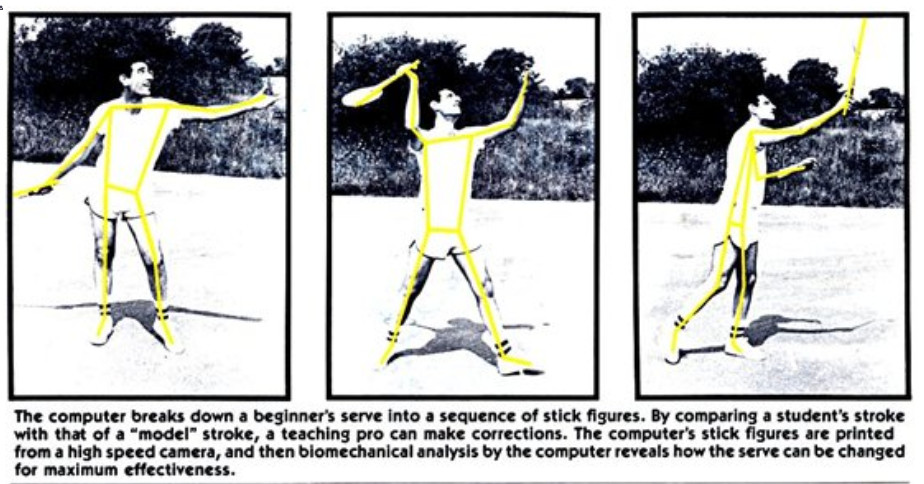 The computer breaks down a beginner's serve into a sequence of stick figures. By comparing a student's stroke
with that of a "model" stroke, a teaching pro can make corrections. The computer's stick figures are printed
from a high speed camera, and then biomechanical analysis by the computer reveals how the serve can be changed
for maximum effectiveness.